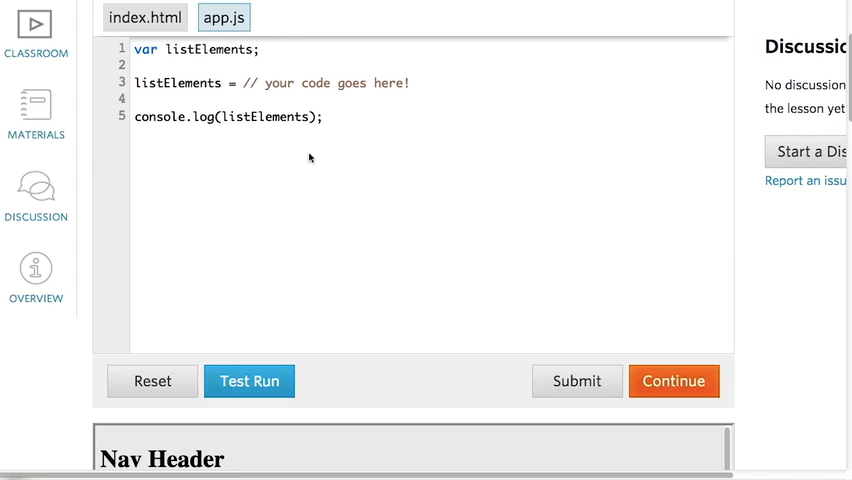 index.html app.js
CLASSROOM
MATERIALS
DISCUSSION
OVERVIEW
1 var listElements;
2
3 listElements = // your code goes here!
4
5 console.log(listElements);
Reset Test Run Submit Continue
Nav Header
Discussio
No discussion
the lesson yet
Start a Dis
Report an issu